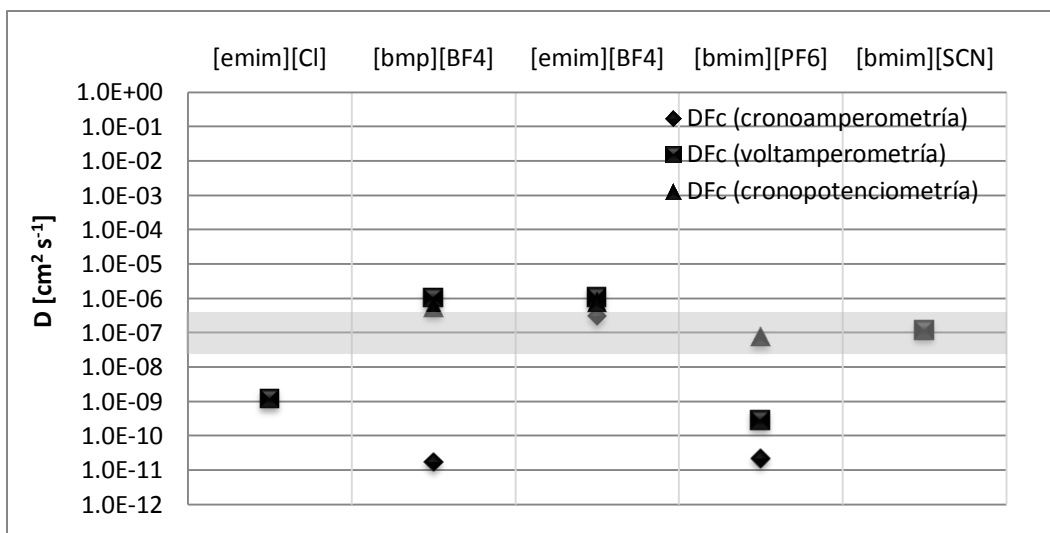 [emim][Cl] [bmp][BF4] [emim][BF4] [bmim][PF6] [bmim][SCN]
1.0E+00
1.0E-01
1.0E-02
1.0E-03
1.0E-04
1.0E-05
1.0E-06
1.0E-07
1.0E-08
1.0E-09
1.0E-10
1.0E-11
1.0E-12
D [cm² s⁻¹]
DFc (cronoamperometría)
DFc (voltamperometría)
DFc (cronopotenciometría)